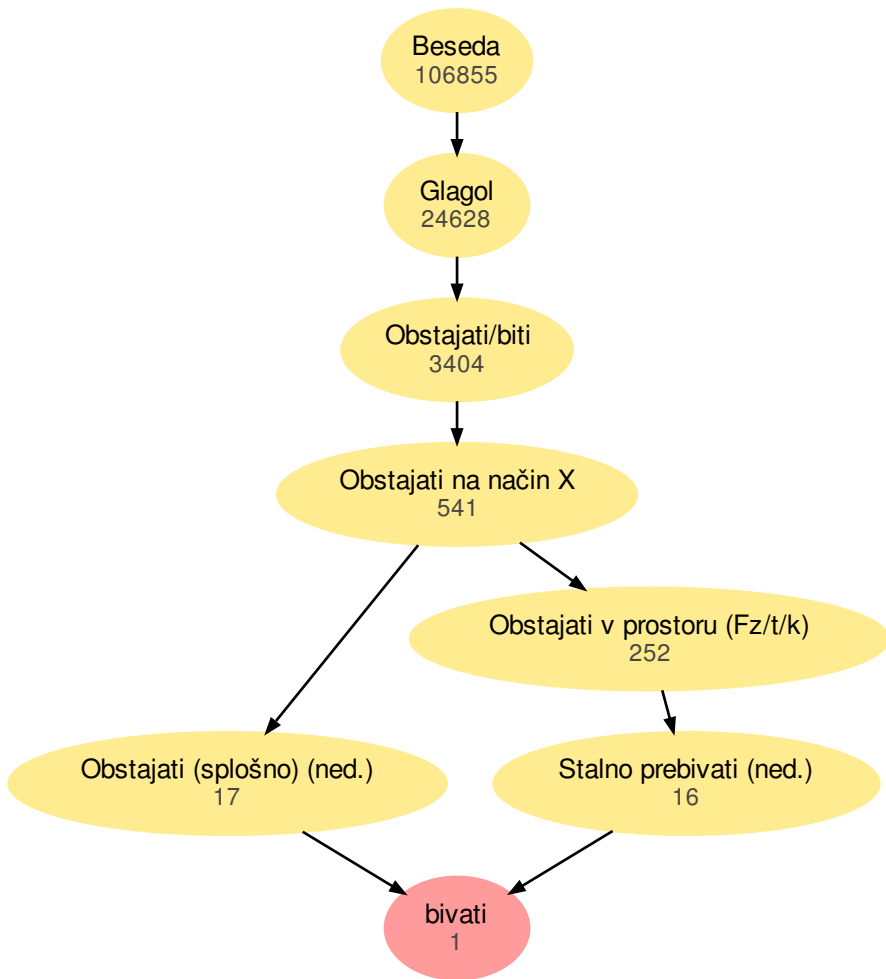 Beseda
106855
Glagol
24628
Obstajati/biti
3404
Obstajati na način X
541
Obstajati v prostoru (Fz/t/k)
252
Obstajati (splošno) (ned.)
17
Stalno prebivati (ned.)
16
bivati
1